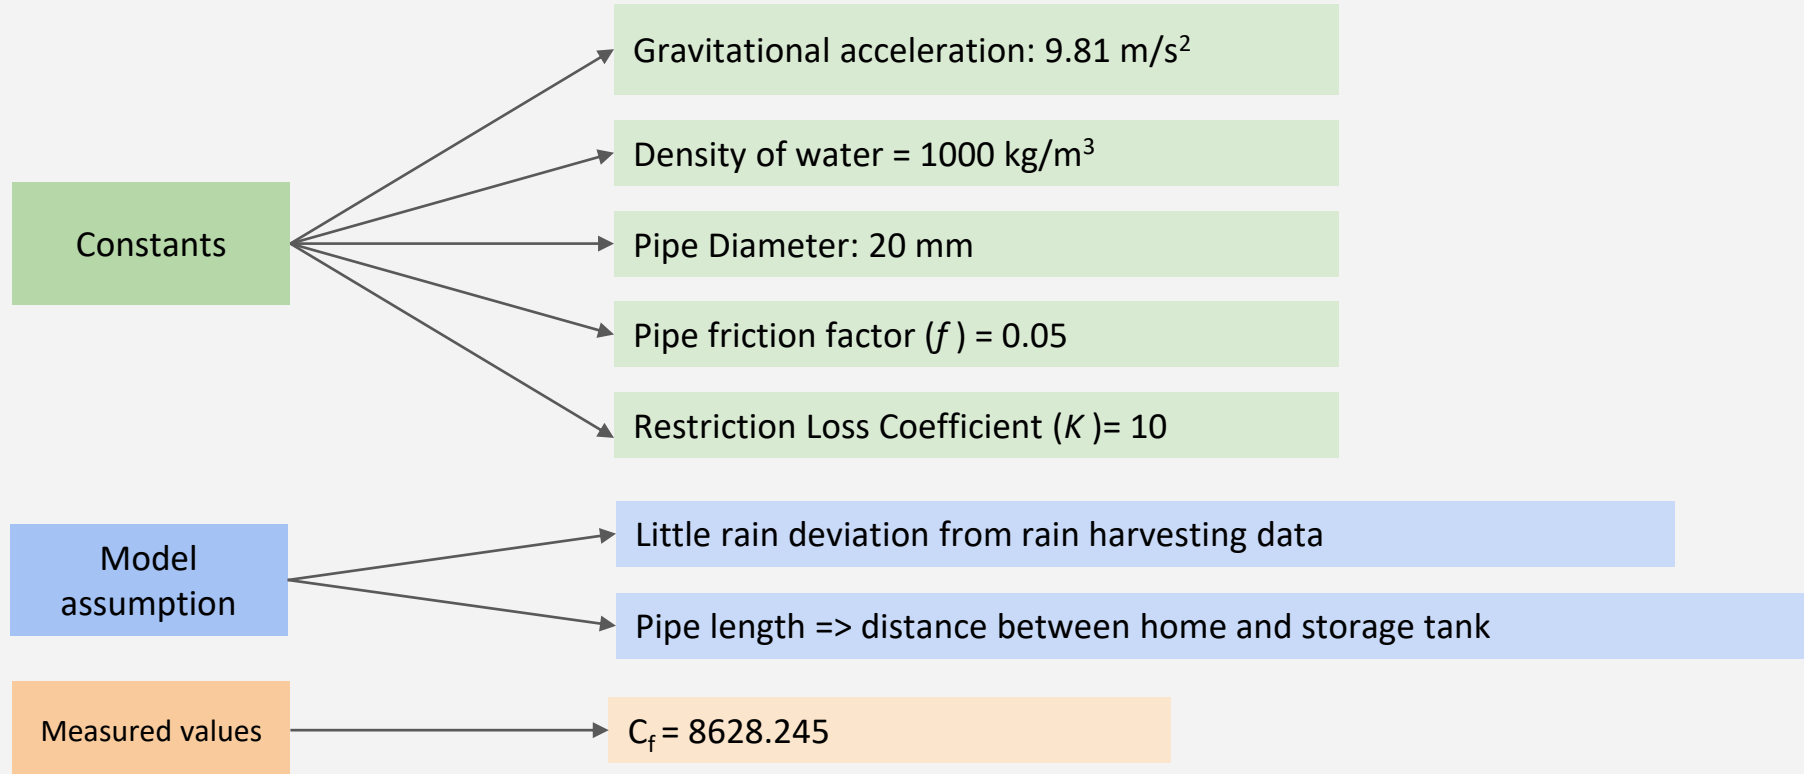 Gravitational acceleration: 9.81 m/s²
Density of water = 1000 kg/m³
Constants
Pipe Diameter: 20 mm
Pipe friction factor (f ) = 0.05
Restriction Loss Coefficient (K )= 10
Model
assumption
Little rain deviation from rain harvesting data
Pipe length => distance between home and storage tank
Measured values
C_f = 8628.245